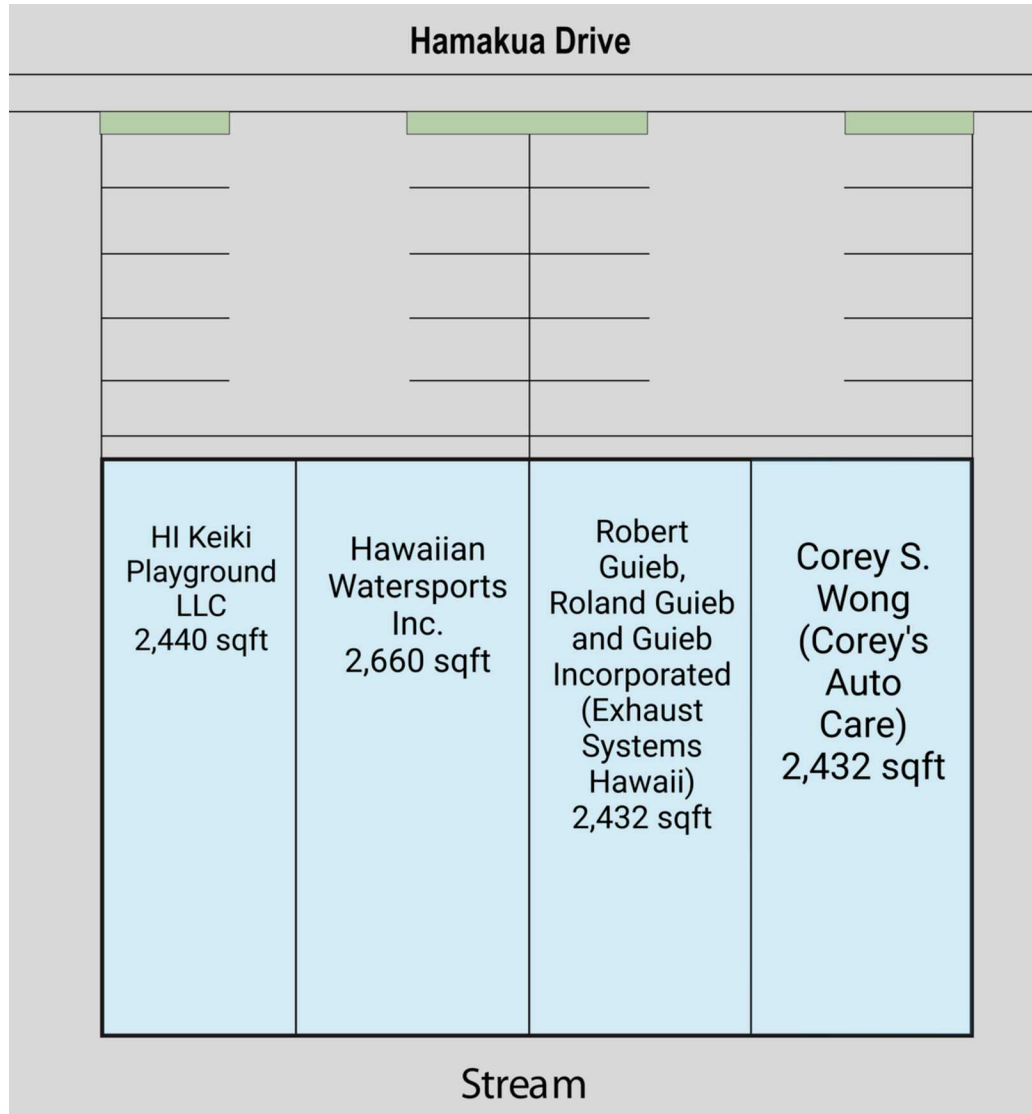 Hamakua Drive
HI Keiki
Playground
LLC
2,440 sqft
Hawaiian
Watersports
Inc.
2,660 sqft
Robert
Guieb,
Roland Guieb
and Guieb
Incorporated
(Exhaust
Systems
Hawaii)
2,432 sqft
Corey S.
Wong
(Corey's
Auto
Care)
2,432 sqft
Stream